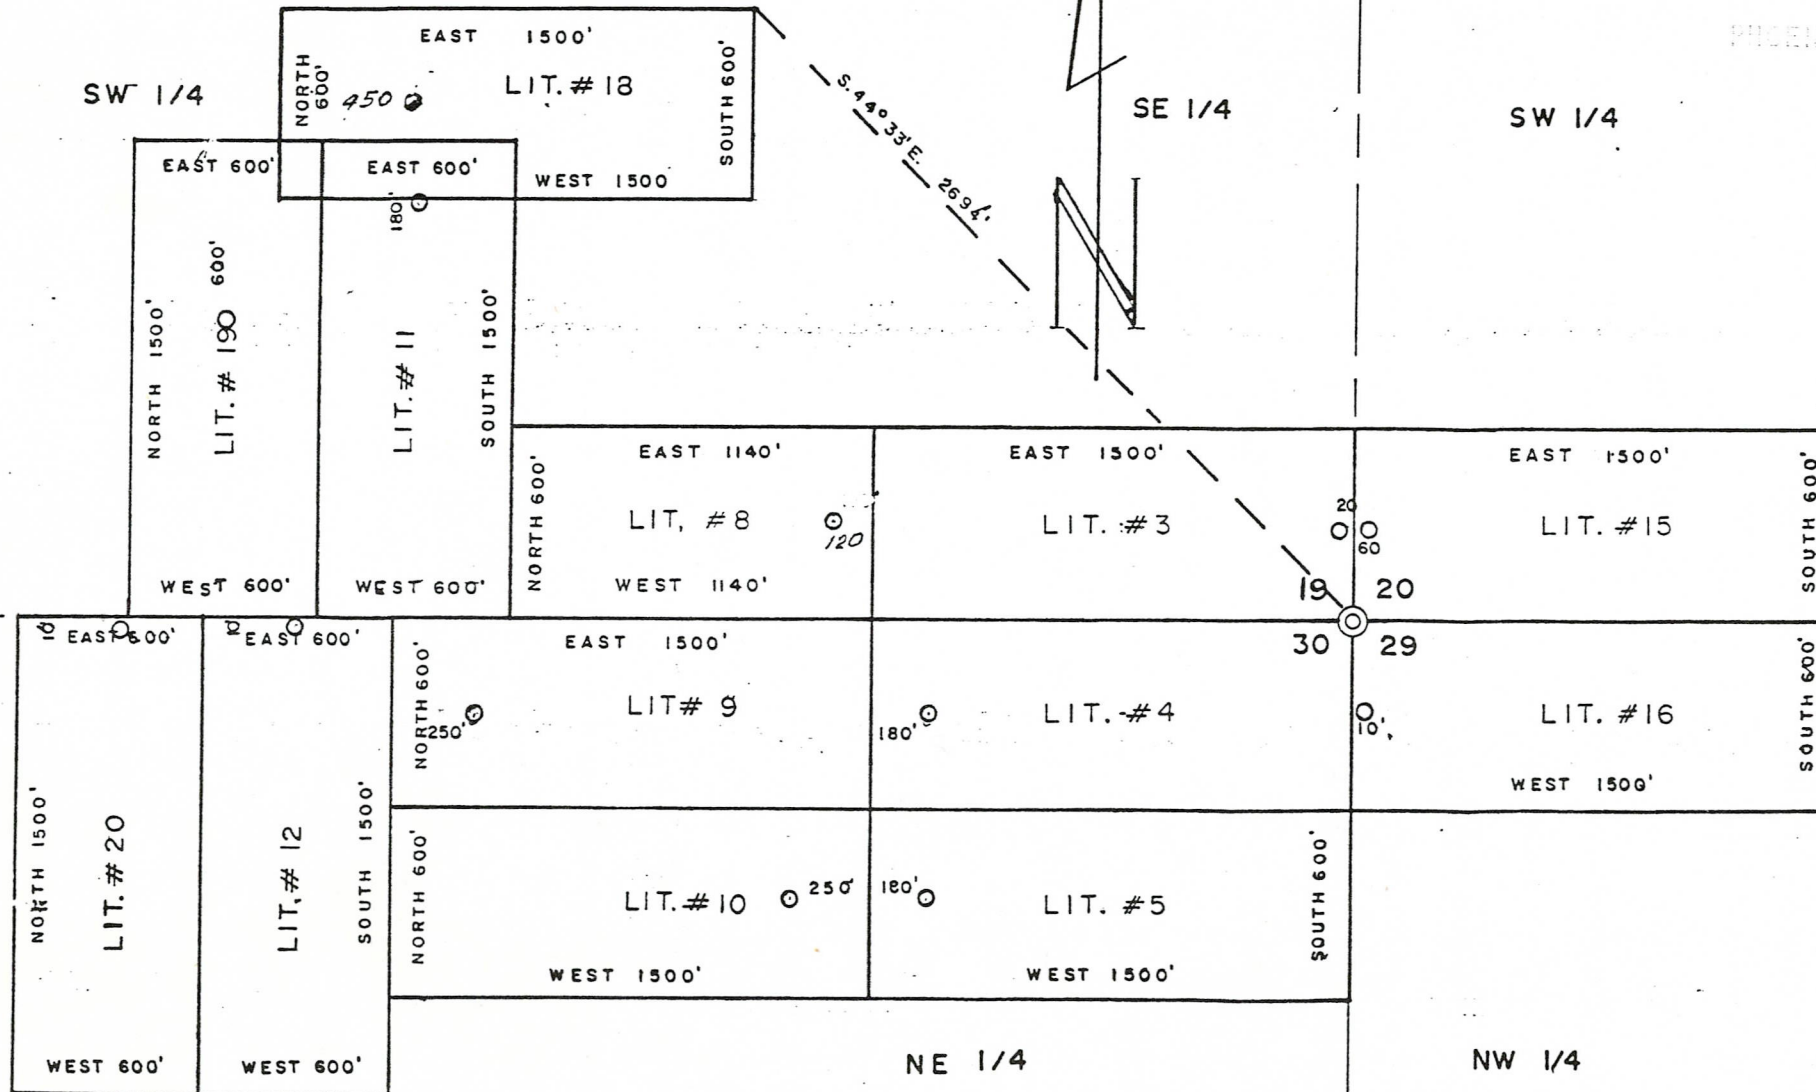 EAST 1500'
NORTH 600'
450
LIT. # 18
SOUTH 600'
WEST 1500'
SW 1/4
S. 44° 33' E.
2694'
SE 1/4
SW 1/4
N
EAST 600'
EAST 600'
180'
600'
NORTH 1500'
LIT. # 19
LIT. # 11
SOUTH 1500'
WEST 600'
WEST 600'
EAST 1140'
EAST 1500'
EAST 1500'
NORTH 600'
LIT, #8
120
LIT. #3
20
60
LIT. #15
SOUTH 600'
WEST 1140'
19 20
30 29
10'
EAST 600'
10'
EAST 600'
EAST 1500'
NORTH 600'
LIT# 9
250'
180'
LIT. #4
10'
LIT. #16
SOUTH 600'
WEST 1500'
NORTH 1500'
LIT. # 20
LIT, # 12
SOUTH 1500'
NORTH 600'
LIT. #10
250'
180'
LIT. #5
SOUTH 600'
WEST 1500'
WEST 1500'
WEST 600'
WEST 600'
NE 1/4
NW 1/4